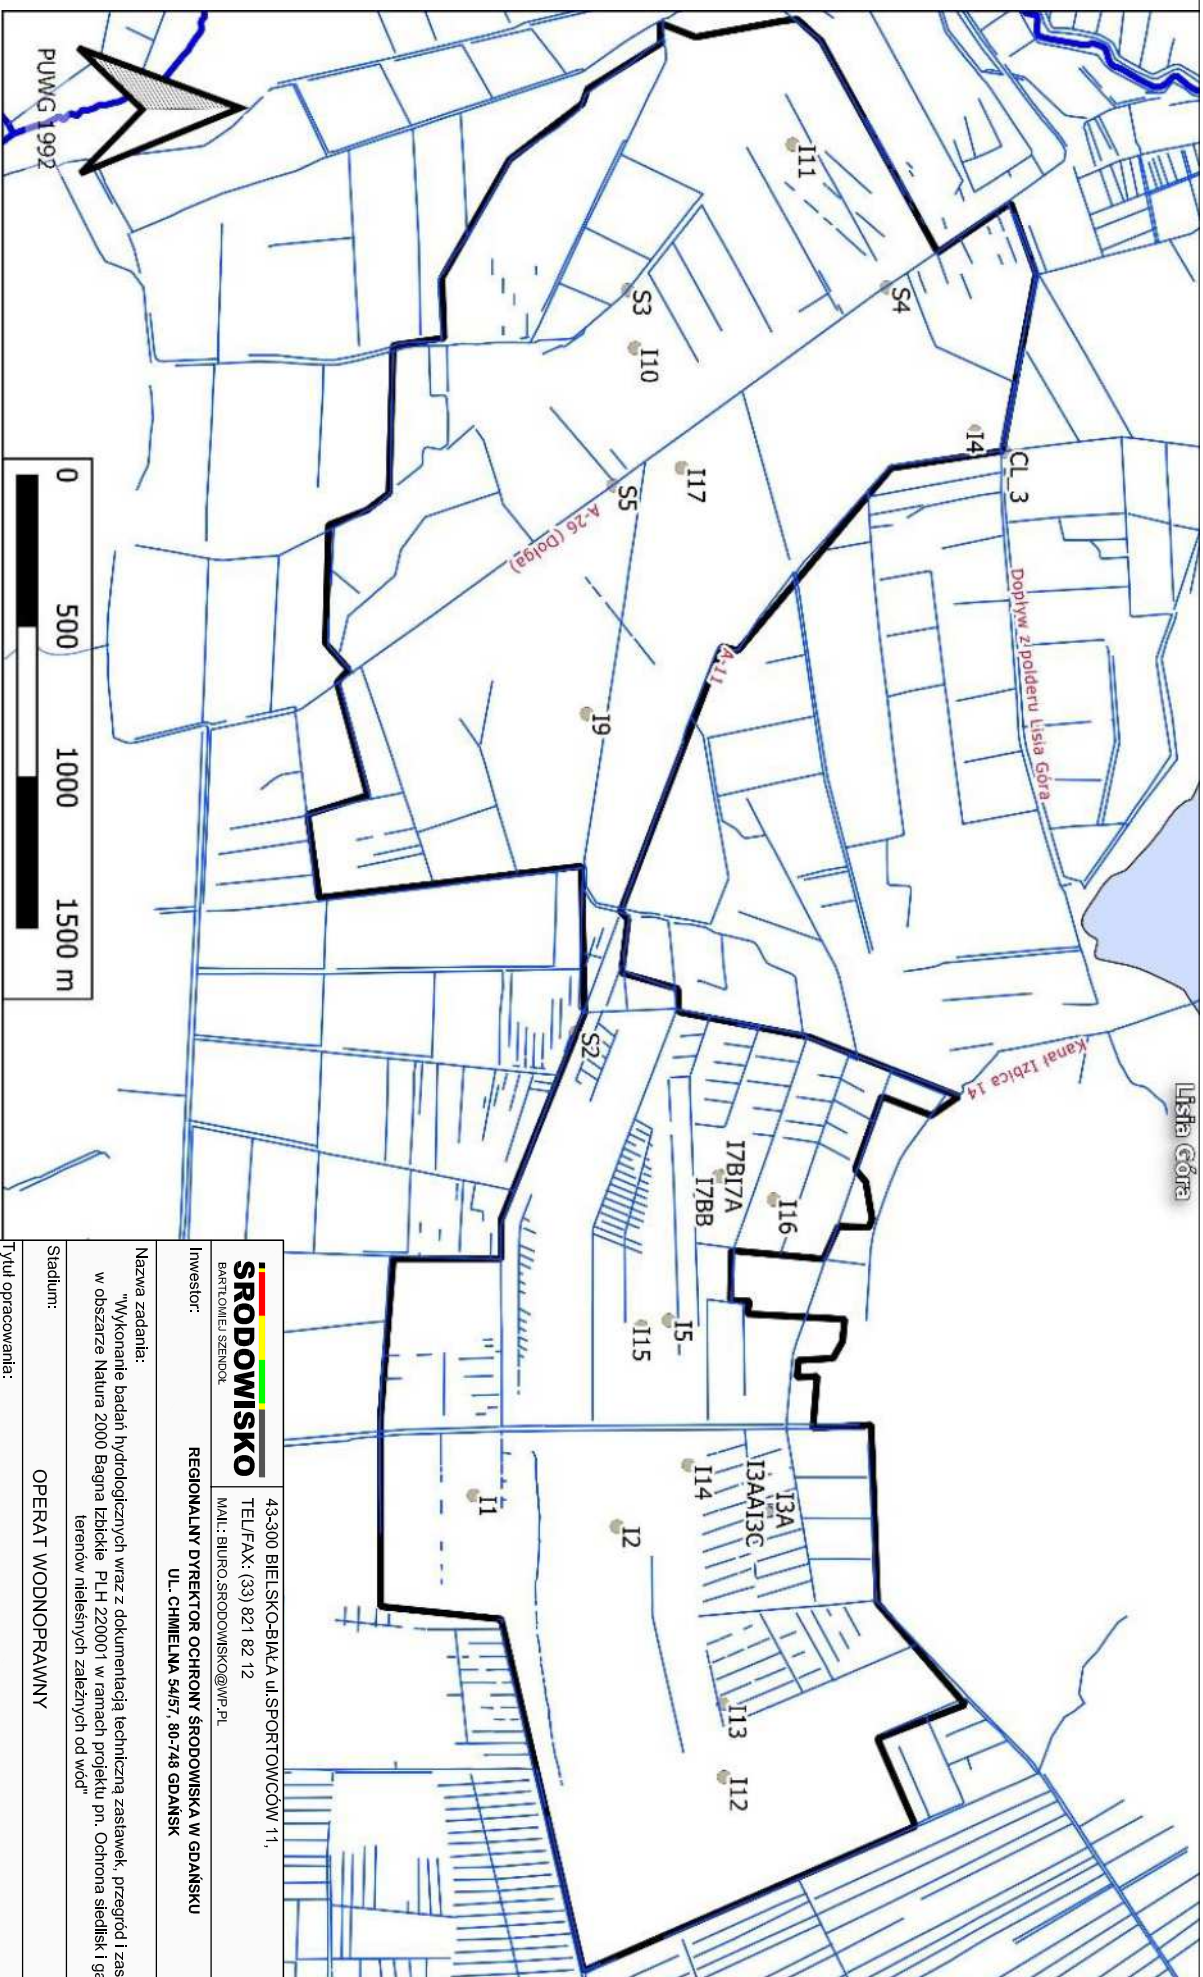 Lisia Góra
I11
S4
S3
I10
I4
CL_3
I17
S5
A-26 (Dolga)
Dopływ z polderu Lisia Góra
A-11
I9
Kanał Izbica 14
S2
I7BI7A
I7BB
I16
I5
I15
I3A
I3AAI3C
I14
I2
I1
I13
I12
PUWG 1992
0 500 1000 1500 m
ŚRODOWISKO
BARTŁOMIEJ SZENDOŁ
43-300 BIELSKO-BIAŁA ul.SPORTOWCÓW 11,
TEL/FAX: (33) 821 82 12
MAIL: BIURO.SRODOWISKO@WP.PL
Inwestor:
REGIONALNY DYREKTOR OCHRONY ŚRODOWISKA W GDAŃSKU
UL. CHMIELNA 54/57, 80-748 GDAŃSK
Nazwa zadania:
"Wykonanie badań hydrologicznych wraz z dokumentacją techniczną zastawek, przegród i zas
w obszarze Natura 2000 Bagna Izbickie PLH 220001 w ramach projektu pn. Ochrona siedlisk i ga
terenów nieleśnych zależnych od wód"
Stadium:
OPERAT WODNOPRAWNY
Tytuł opracowania: